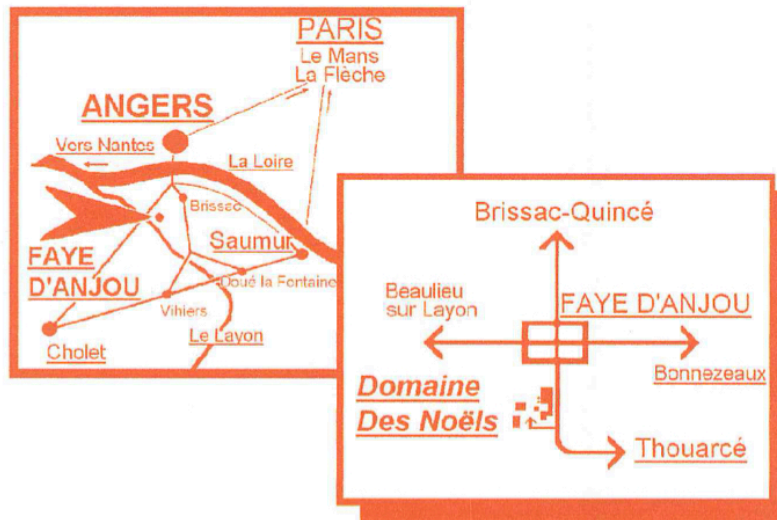 PARIS
Le Mans
La Flèche
ANGERS
Vers Nantes
La Loire
Brissac
Saumur
FAYE
D'ANJOU
Doué la Fontaine
Vihiers
Cholet
Le Layon
Brissac-Quincé
Beaulieu
sur Layon
FAYE D'ANJOU
Bonnezeaux
Domaine
Des Noëls
Thouarcé